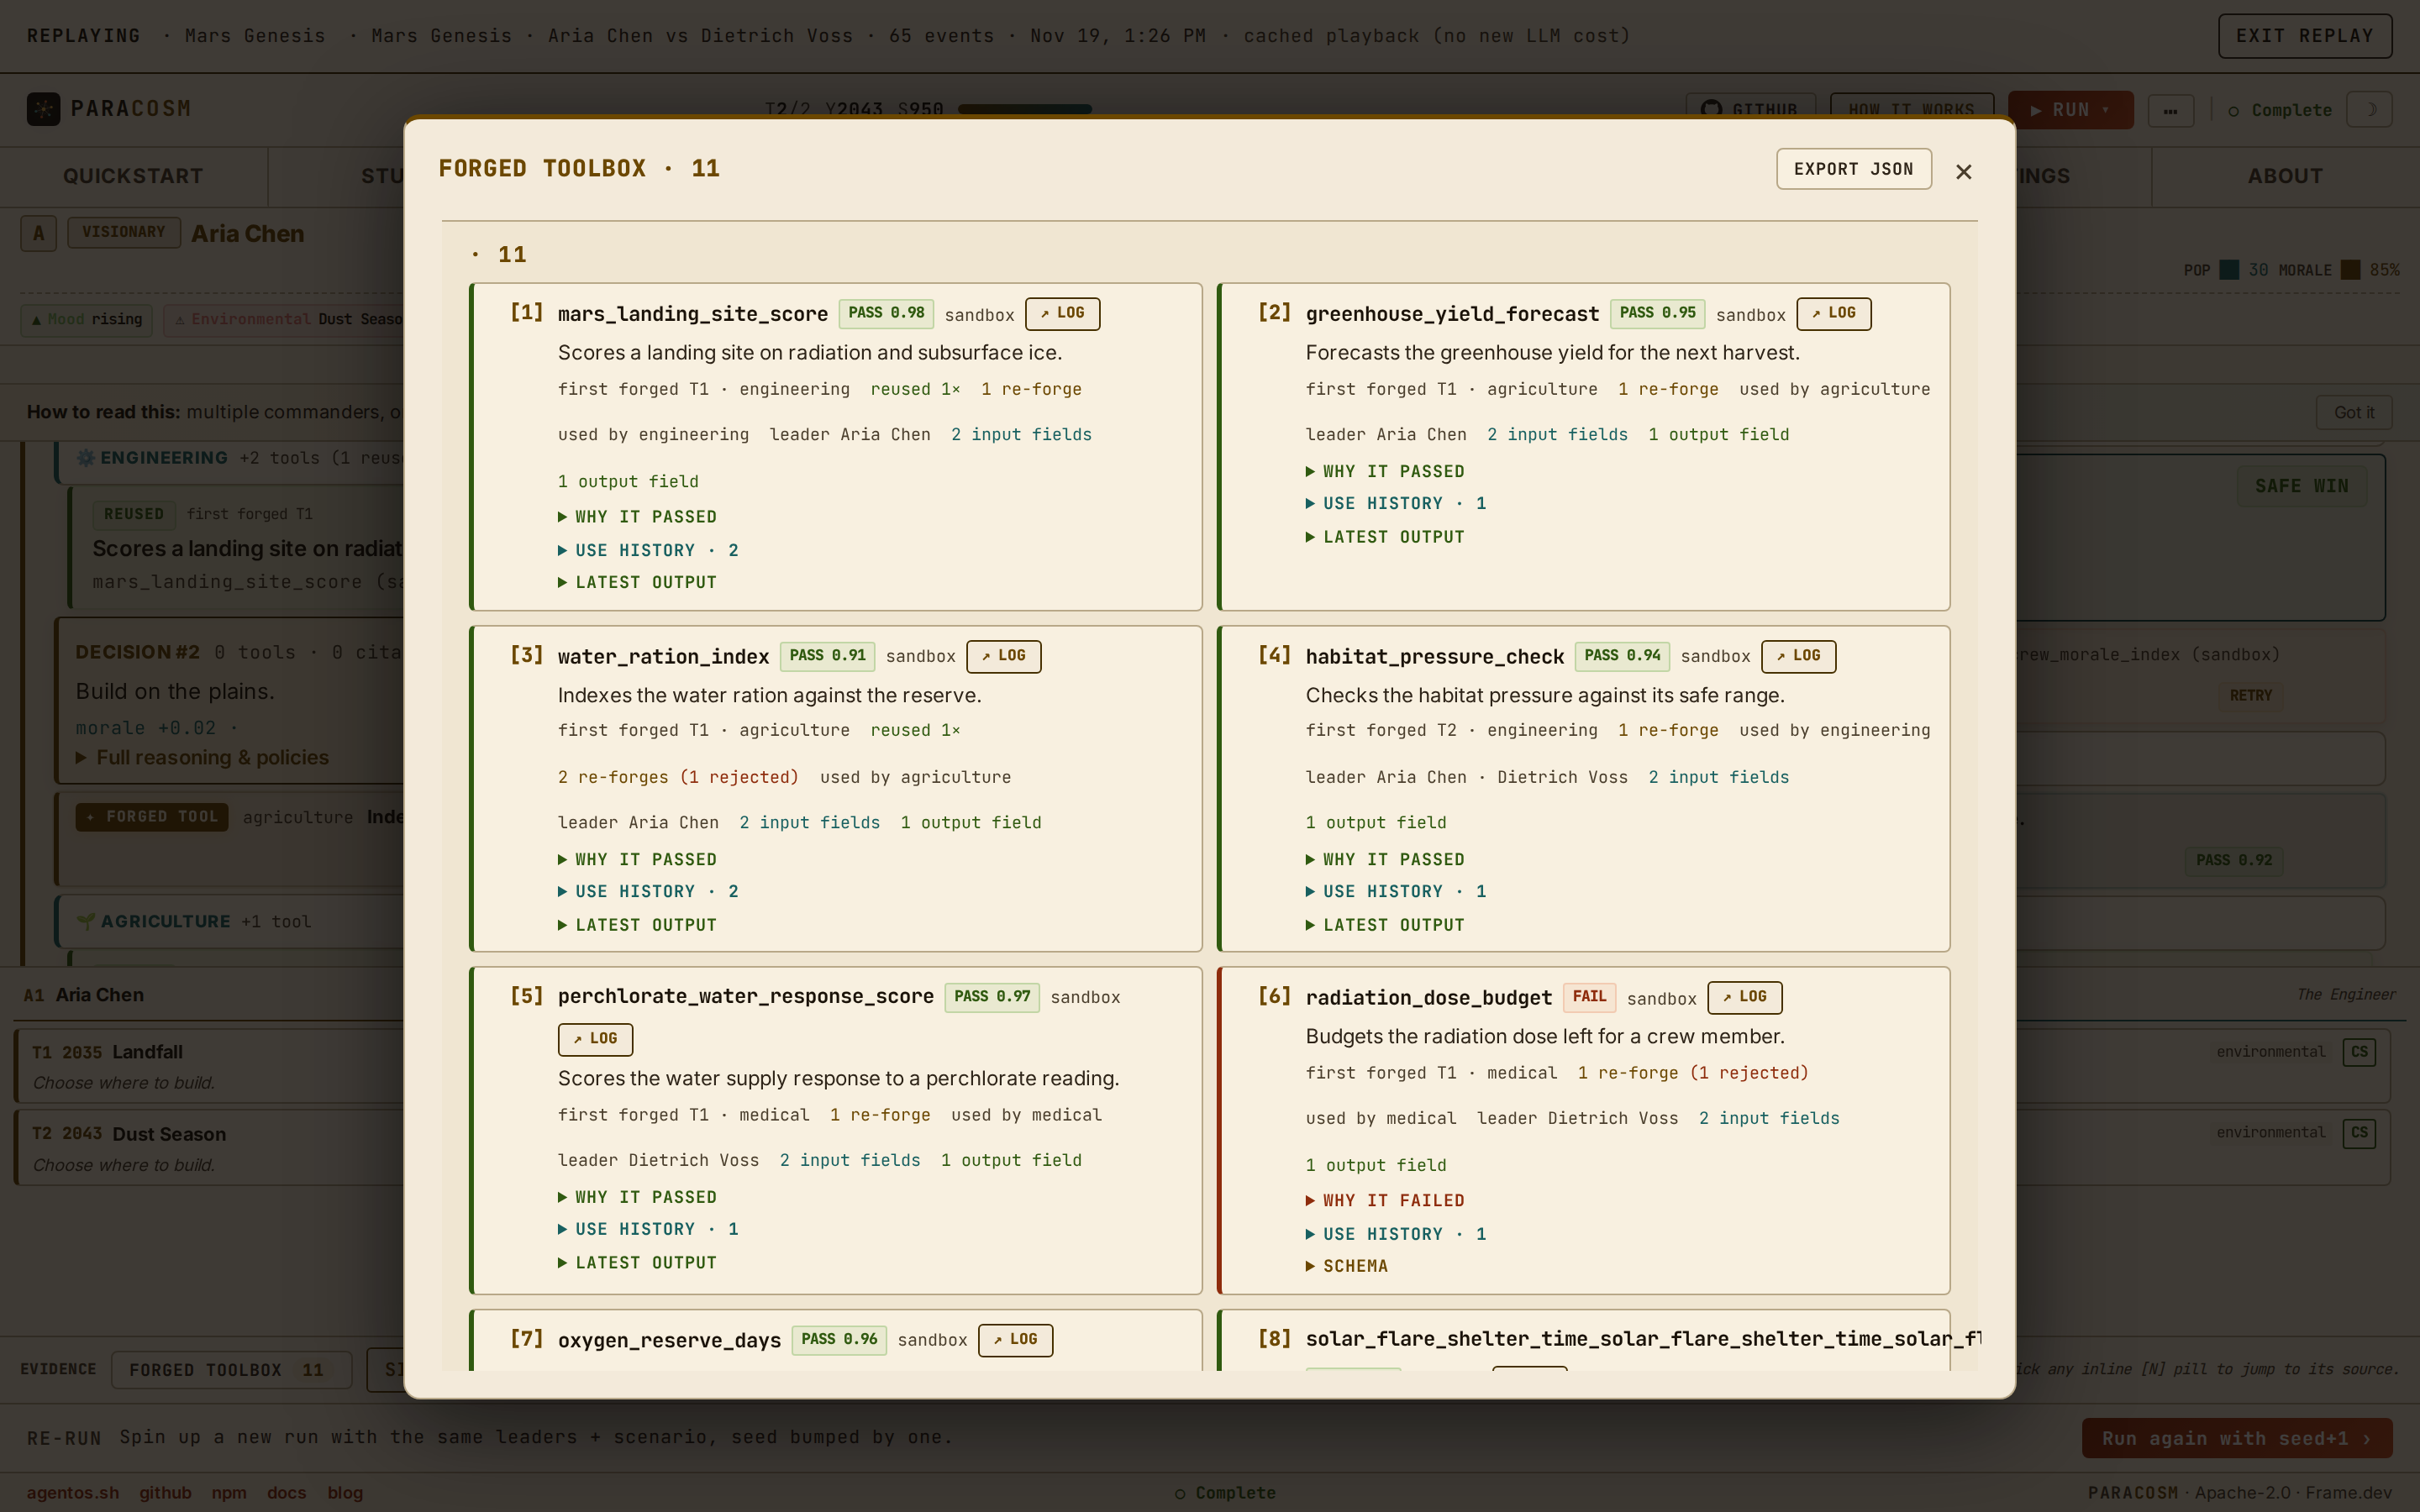 REPLAYING · Mars Genesis · Mars Genesis · Aria Chen vs Dietrich Voss · 65 events · Nov 19, 1:26 PM · cached playback (no new LLM cost)
EXIT REPLAY
PARACOSM
T2/2 Y2043 S950
GITHUB
HOW IT WORKS
▶ RUN ▾
⋯
○ Complete
QUICKSTART
STU
INGS
ABOUT
A VISIONARY Aria Chen
POP 30 MORALE 85%
▲ Mood rising
⚠ Environmental Dust Seaso
How to read this: multiple commanders, o
Got it
ENGINEERING +2 tools (1 reus
REUSED first forged T1
Scores a landing site on radiat
mars_landing_site_score (sa
DECISION #2 0 tools · 0 cita
Build on the plains.
morale +0.02 ·
▶ Full reasoning & policies
FORGED TOOL agriculture Inde
AGRICULTURE +1 tool
SAFE WIN
crew_morale_index (sandbox)
RETRY
PASS 0.92
FORGED TOOLBOX · 11
EXPORT JSON
×
· 11
[1] mars_landing_site_score PASS 0.98 sandbox ↗ LOG
Scores a landing site on radiation and subsurface ice.
first forged T1 · engineering reused 1× 1 re-forge
used by engineering leader Aria Chen 2 input fields
1 output field
▶ WHY IT PASSED
▶ USE HISTORY · 2
▶ LATEST OUTPUT
[2] greenhouse_yield_forecast PASS 0.95 sandbox ↗ LOG
Forecasts the greenhouse yield for the next harvest.
first forged T1 · agriculture 1 re-forge used by agriculture
leader Aria Chen 2 input fields 1 output field
▶ WHY IT PASSED
▶ USE HISTORY · 1
▶ LATEST OUTPUT
[3] water_ration_index PASS 0.91 sandbox ↗ LOG
Indexes the water ration against the reserve.
first forged T1 · agriculture reused 1×
2 re-forges (1 rejected) used by agriculture
leader Aria Chen 2 input fields 1 output field
▶ WHY IT PASSED
▶ USE HISTORY · 2
▶ LATEST OUTPUT
[4] habitat_pressure_check PASS 0.94 sandbox ↗ LOG
Checks the habitat pressure against its safe range.
first forged T2 · engineering 1 re-forge used by engineering
leader Aria Chen · Dietrich Voss 2 input fields
1 output field
▶ WHY IT PASSED
▶ USE HISTORY · 1
▶ LATEST OUTPUT
[5] perchlorate_water_response_score PASS 0.97 sandbox
↗ LOG
Scores the water supply response to a perchlorate reading.
first forged T1 · medical 1 re-forge used by medical
leader Dietrich Voss 2 input fields 1 output field
▶ WHY IT PASSED
▶ USE HISTORY · 1
▶ LATEST OUTPUT
[6] radiation_dose_budget FAIL sandbox ↗ LOG
Budgets the radiation dose left for a crew member.
first forged T1 · medical 1 re-forge (1 rejected)
used by medical leader Dietrich Voss 2 input fields
1 output field
▶ WHY IT FAILED
▶ USE HISTORY · 1
▶ SCHEMA
[7] oxygen_reserve_days PASS 0.96 sandbox ↗ LOG
[8] solar_flare_shelter_time_solar_flare_shelter_time_solar_fl
A1 Aria Chen
The Engineer
T1 2035 Landfall
Choose where to build.
environmental CS
T2 2043 Dust Season
Choose where to build.
environmental CS
EVIDENCE FORGED TOOLBOX 11
ick any inline [N] pill to jump to its source.
RE-RUN Spin up a new run with the same leaders + scenario, seed bumped by one.
Run again with seed+1 ›
agentos.sh github npm docs blog
○ Complete
PARACOSM · Apache-2.0 · Frame.dev